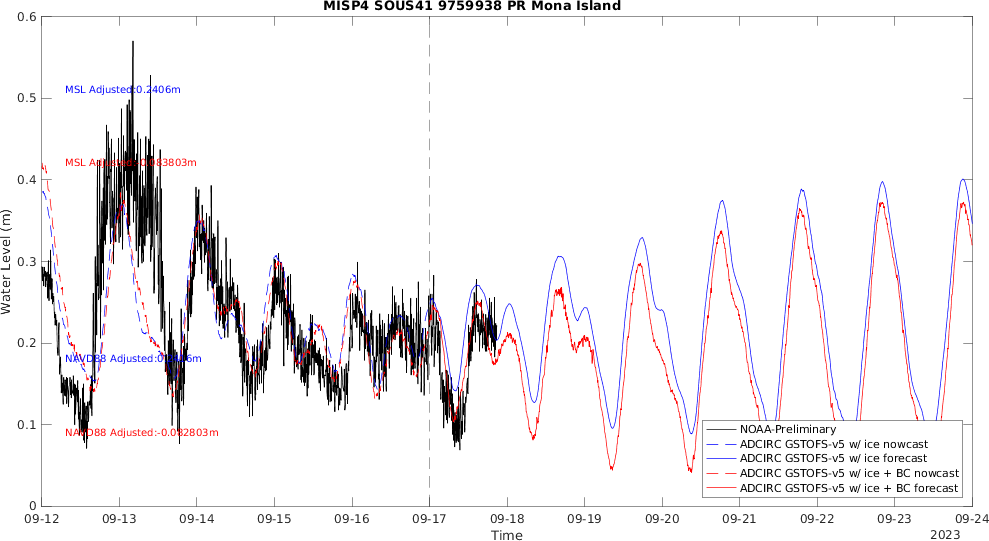 MISP4 SOUS41 9759938 PR Mona Island
Water Level (m)
0.6
0.5
0.4
0.3
0.2
0.1
0
MSL Adjusted:0.2406m
MSL
NAVD88 Adjusted:
NAVD88 Adjusted:-0.082803m
NOAA-Preliminary
ADCIRC GSTOFS-v5 w/ ice nowcast
ADCIRC GSTOFS-v5 w/ ice forecast
ADCIRC GSTOFS-v5 w/ ice + BC nowcast
ADCIRC GSTOFS-v5 w/ ice + BC forecast
09-12 09-13 09-14 09-15 09-16 09-17 09-18 09-19 09-20 09-21 09-22 09-23 09-24
Time
2023